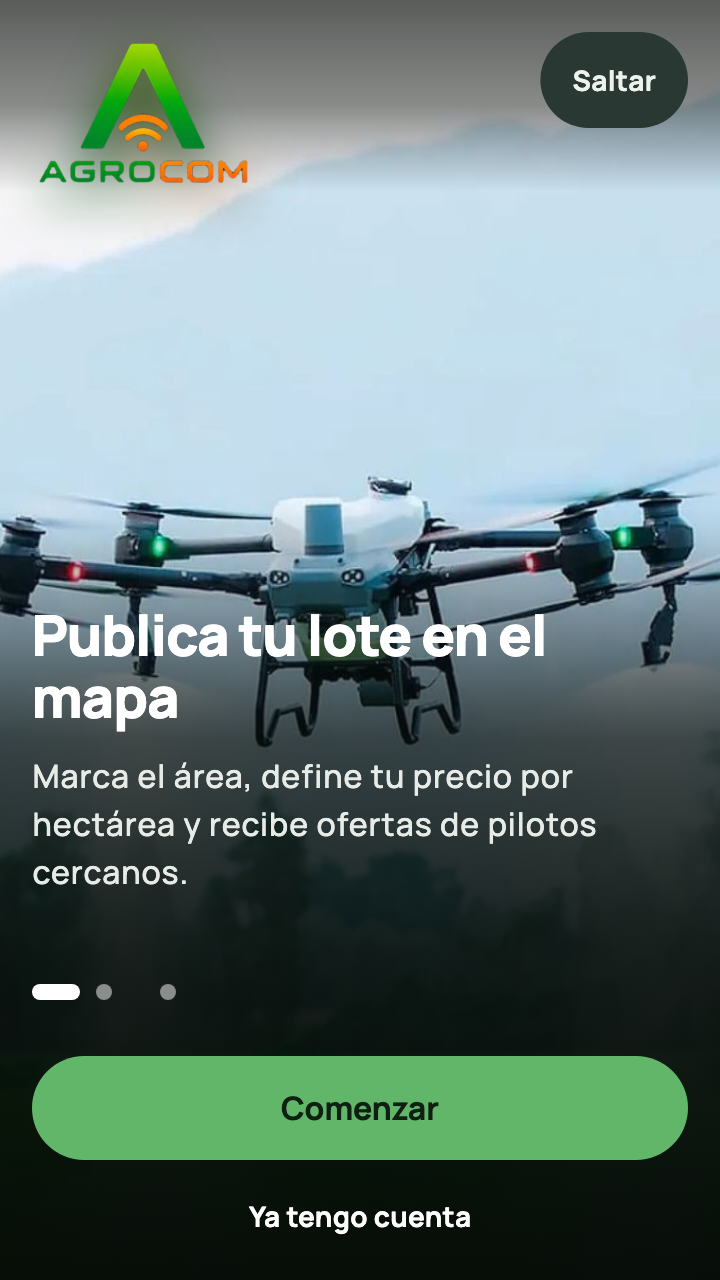 AGROCOM
Saltar
Publica tu lote en el
mapa
Marca el área, define tu precio por
hectárea y recibe ofertas de pilotos
cercanos.
Comenzar
Ya tengo cuenta